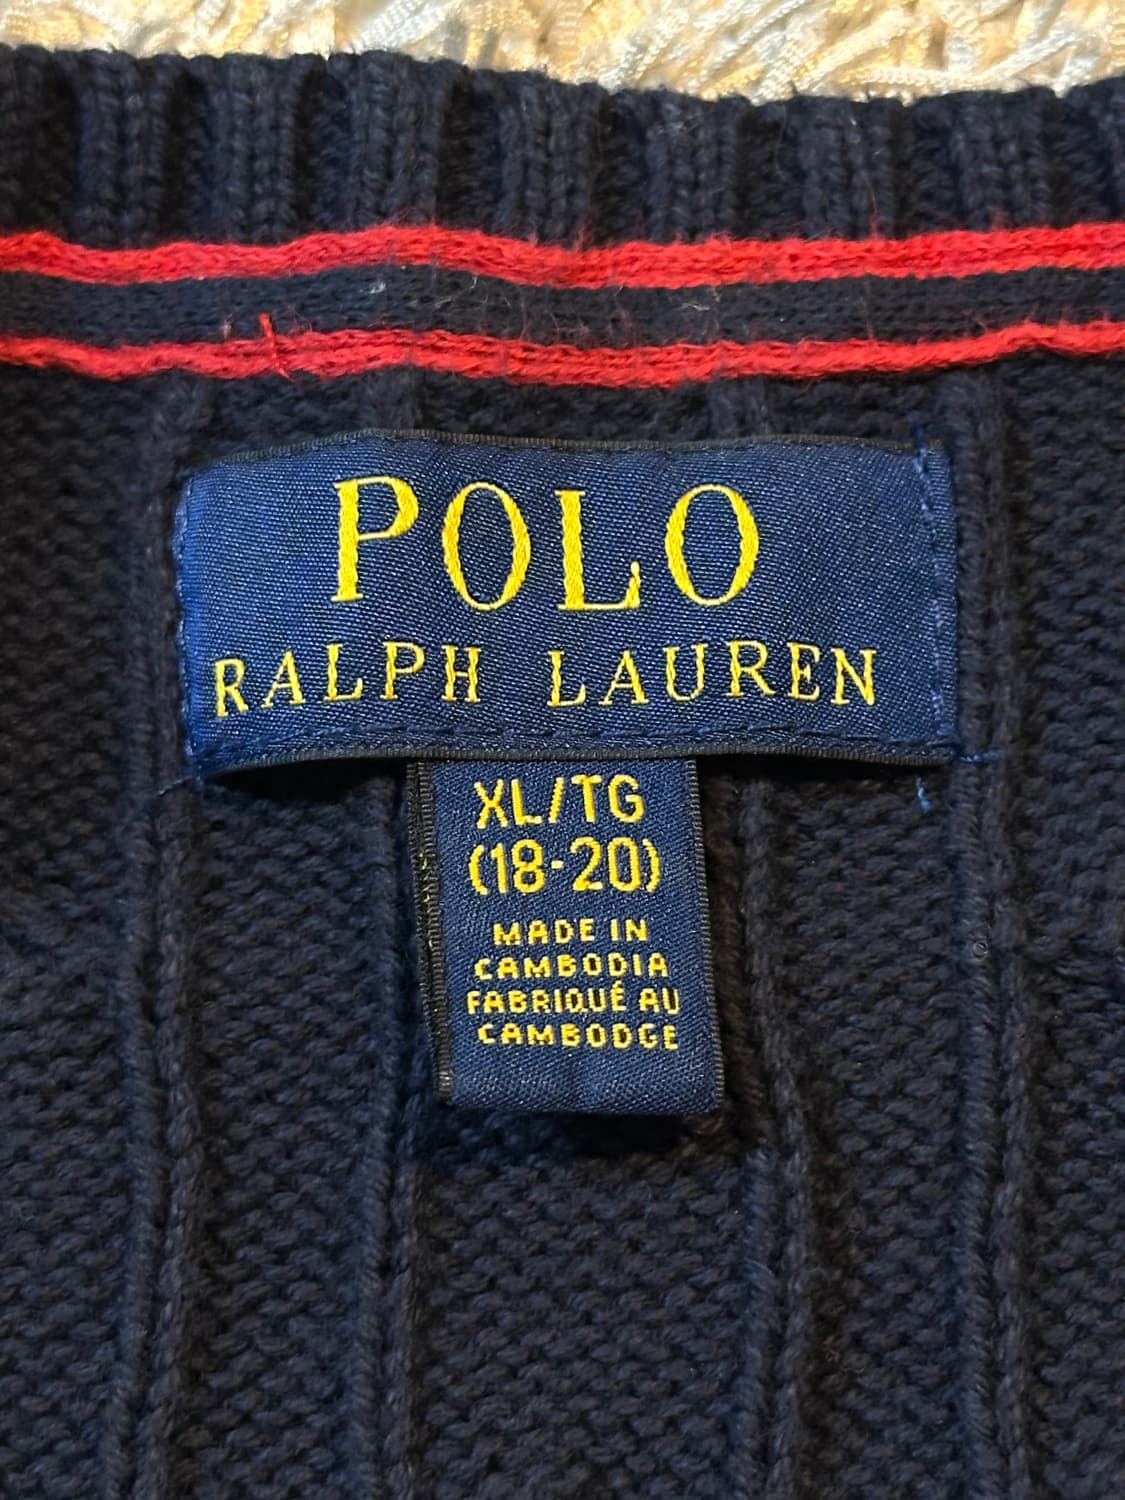 POLO
RALPH LAUREN
XL/TG
(18-20)
MADE IN
CAMBODIA
FABRIQUÉ AU
CAMBODGE